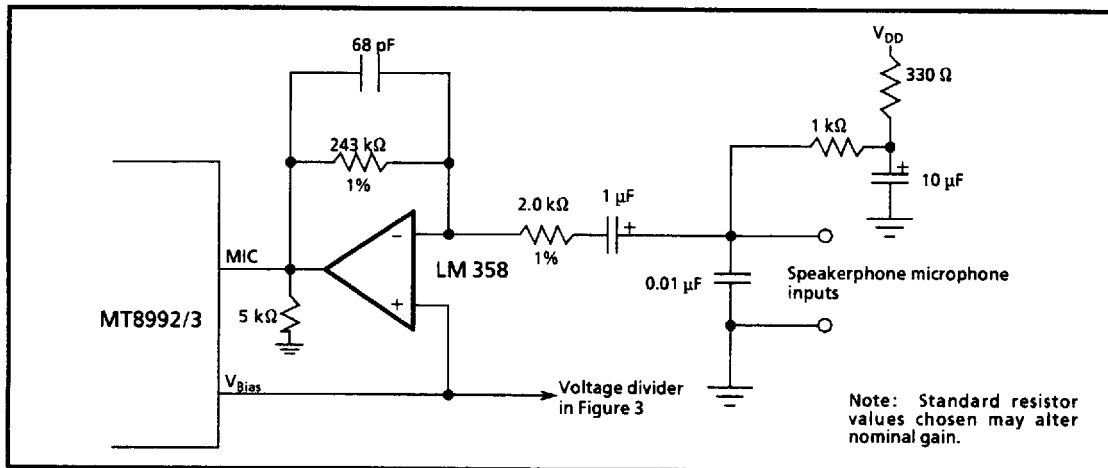 68 pF
V_DD
330 Ω
1 kΩ
10 µF
243 kΩ
1%
1 µF
+
+
2.0 kΩ
1%
−
+
LM 358
MIC
0.01 µF
Speakerphone microphone
inputs
5 kΩ
MT8992/3
V_Bias
Voltage divider
in Figure 3
Note: Standard resistor
values chosen may alter
nominal gain.